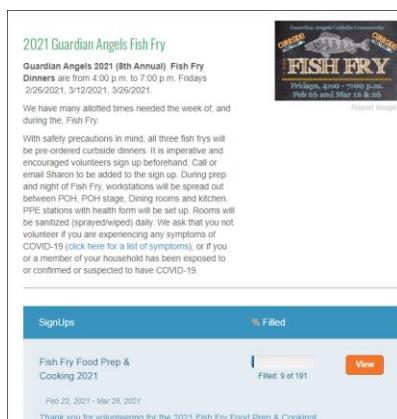 2021 Guardian Angels Fish Fry
Guardian Angels 2021 (8th Annual) Fish Fry
Dinners are from 4:00 p.m. to 7:00 p.m. Fridays
2/26/2021, 3/12/2021, 3/26/2021.
We have many allotted times needed the week of, and
during the, Fish Fry.
With safety precautions in mind, all three fish frys will
be pre-ordered curbside dinners. It is imperative and
encouraged volunteers sign up beforehand. Call or
email Sharon to be added to the sign up. During prep
and night of Fish Fry, workstations will be spread out
between PCH, POH stage, Dining rooms and kitchen.
PPE stations with health form will be set up. Rooms will
be sanitized (sprayed/wiped) daily. We ask that you not
volunteer if you are experiencing any symptoms of
COVID-19 (click here for a list of symptoms), or if you
or a member of your household has been exposed to
or confirmed or suspected to have COVID-19.
Guardian Angels Catholic Community
CURBSIDE!
CURBSIDE!
FISH FRY
Fridays, 4:00 - 7:00 p.m.
Feb 26 and Mar 12 & 26
Report image
SignUps
% Filled
Fish Fry Food Prep &
Cooking 2021
Filled: 9 of 191
View
Feb 23, 2021 - Mar 26, 2021
Thank you for volunteering for the 2021 Fish Fry Food Prep & Cooking!